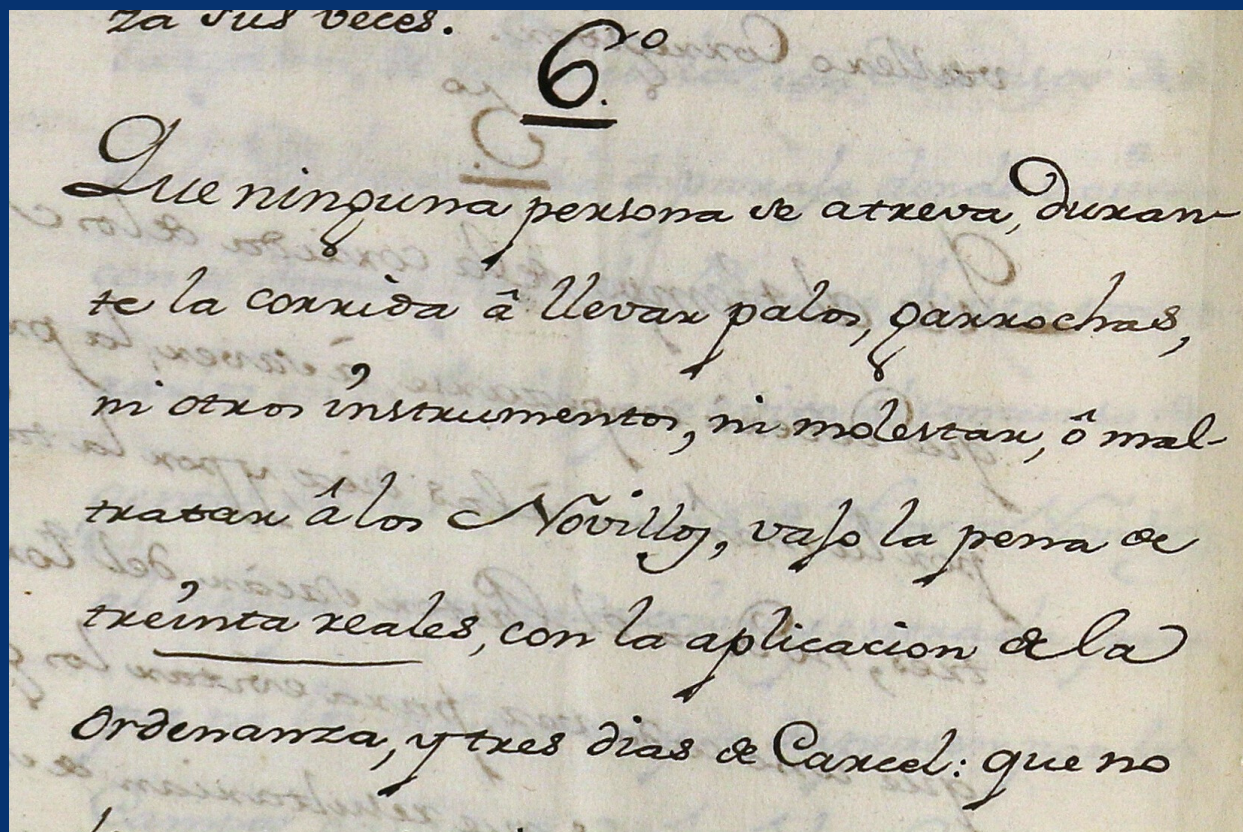 za sus veces.
6.ro
Que ninguna persona se atreva, duran-
te la corrida â llevar palos, garrochas,
ni otros instrumentos, ni molestar, ô mal-
tratar â los Novillos, vajo la pena de
treinta reales, con la aplicacion de la
Ordenanza, y tres dias de Carcel: que no